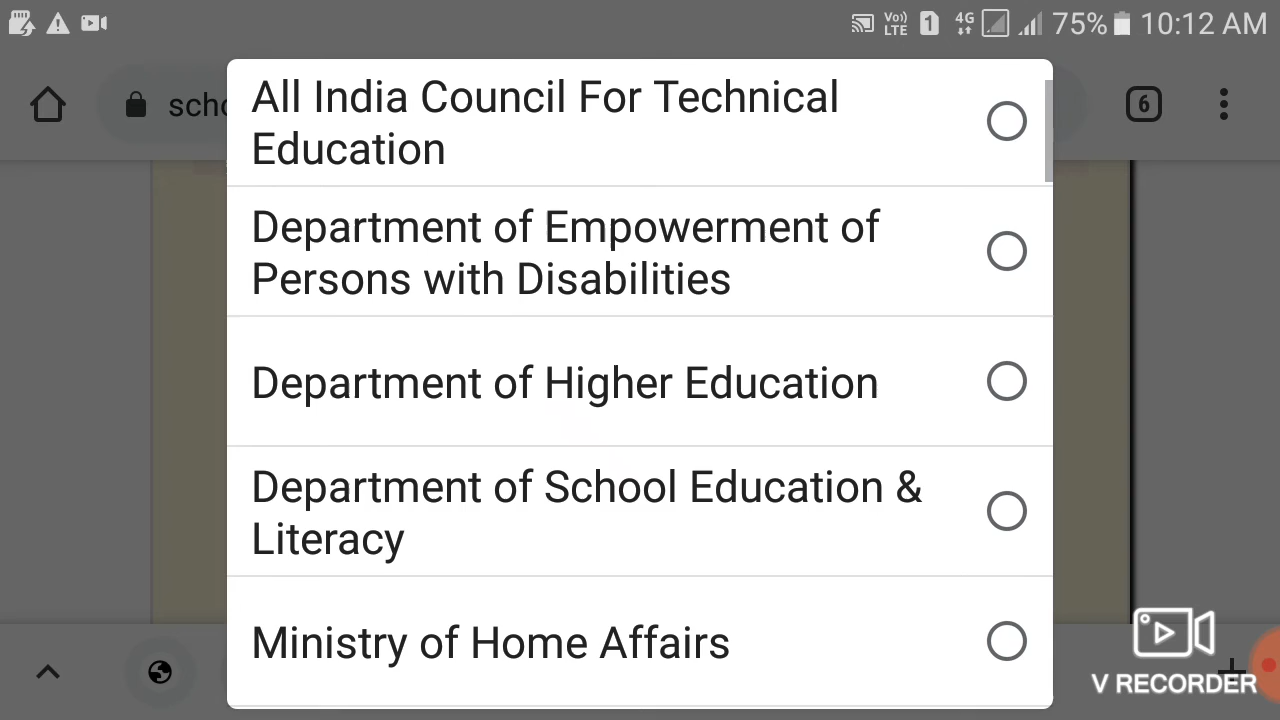 Vo)) LTE 1 4G 75% 10:12 AM
scho
6
All India Council For Technical
Education
Department of Empowerment of
Persons with Disabilities
Department of Higher Education
Department of School Education &
Literacy
Ministry of Home Affairs
V RECORDER